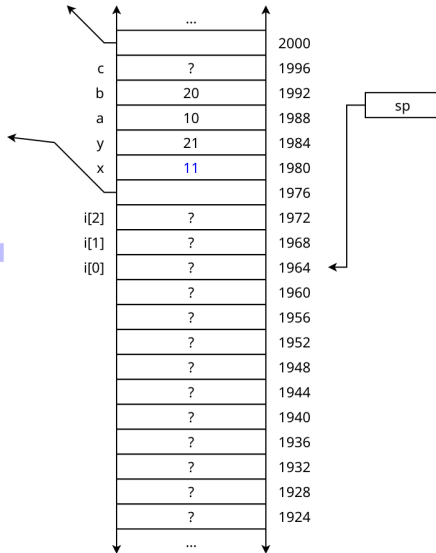 ...
2000
c ? 1996
b 20 1992
sp
a 10 1988
y 21 1984
x 11 1980
1976
i[2] ? 1972
i[1] ? 1968
i[0] ? 1964
? 1960
? 1956
? 1952
? 1948
? 1944
? 1940
? 1936
? 1932
? 1928
? 1924
...